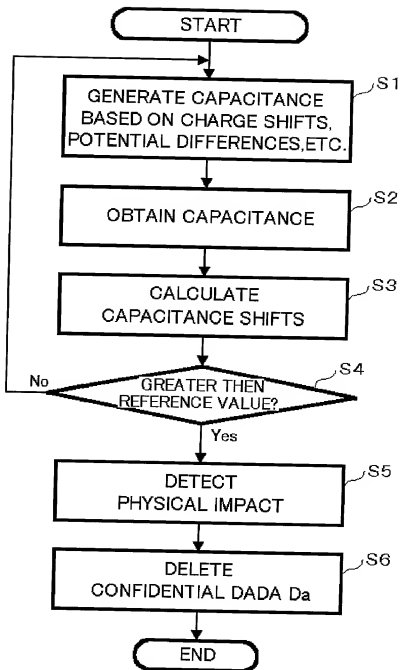 START
S1
GENERATE CAPACITANCE
BASED ON CHARGE SHIFTS,
POTENTIAL DIFFERENCES,ETC.
S2
OBTAIN CAPACITANCE
S3
CALCULATE
CAPACITANCE SHIFTS
S4
GREATER THEN
REFERENCE VALUE?
No
Yes
S5
DETECT
PHYSICAL IMPACT
S6
DELETE
CONFIDENTIAL DADA Da
END